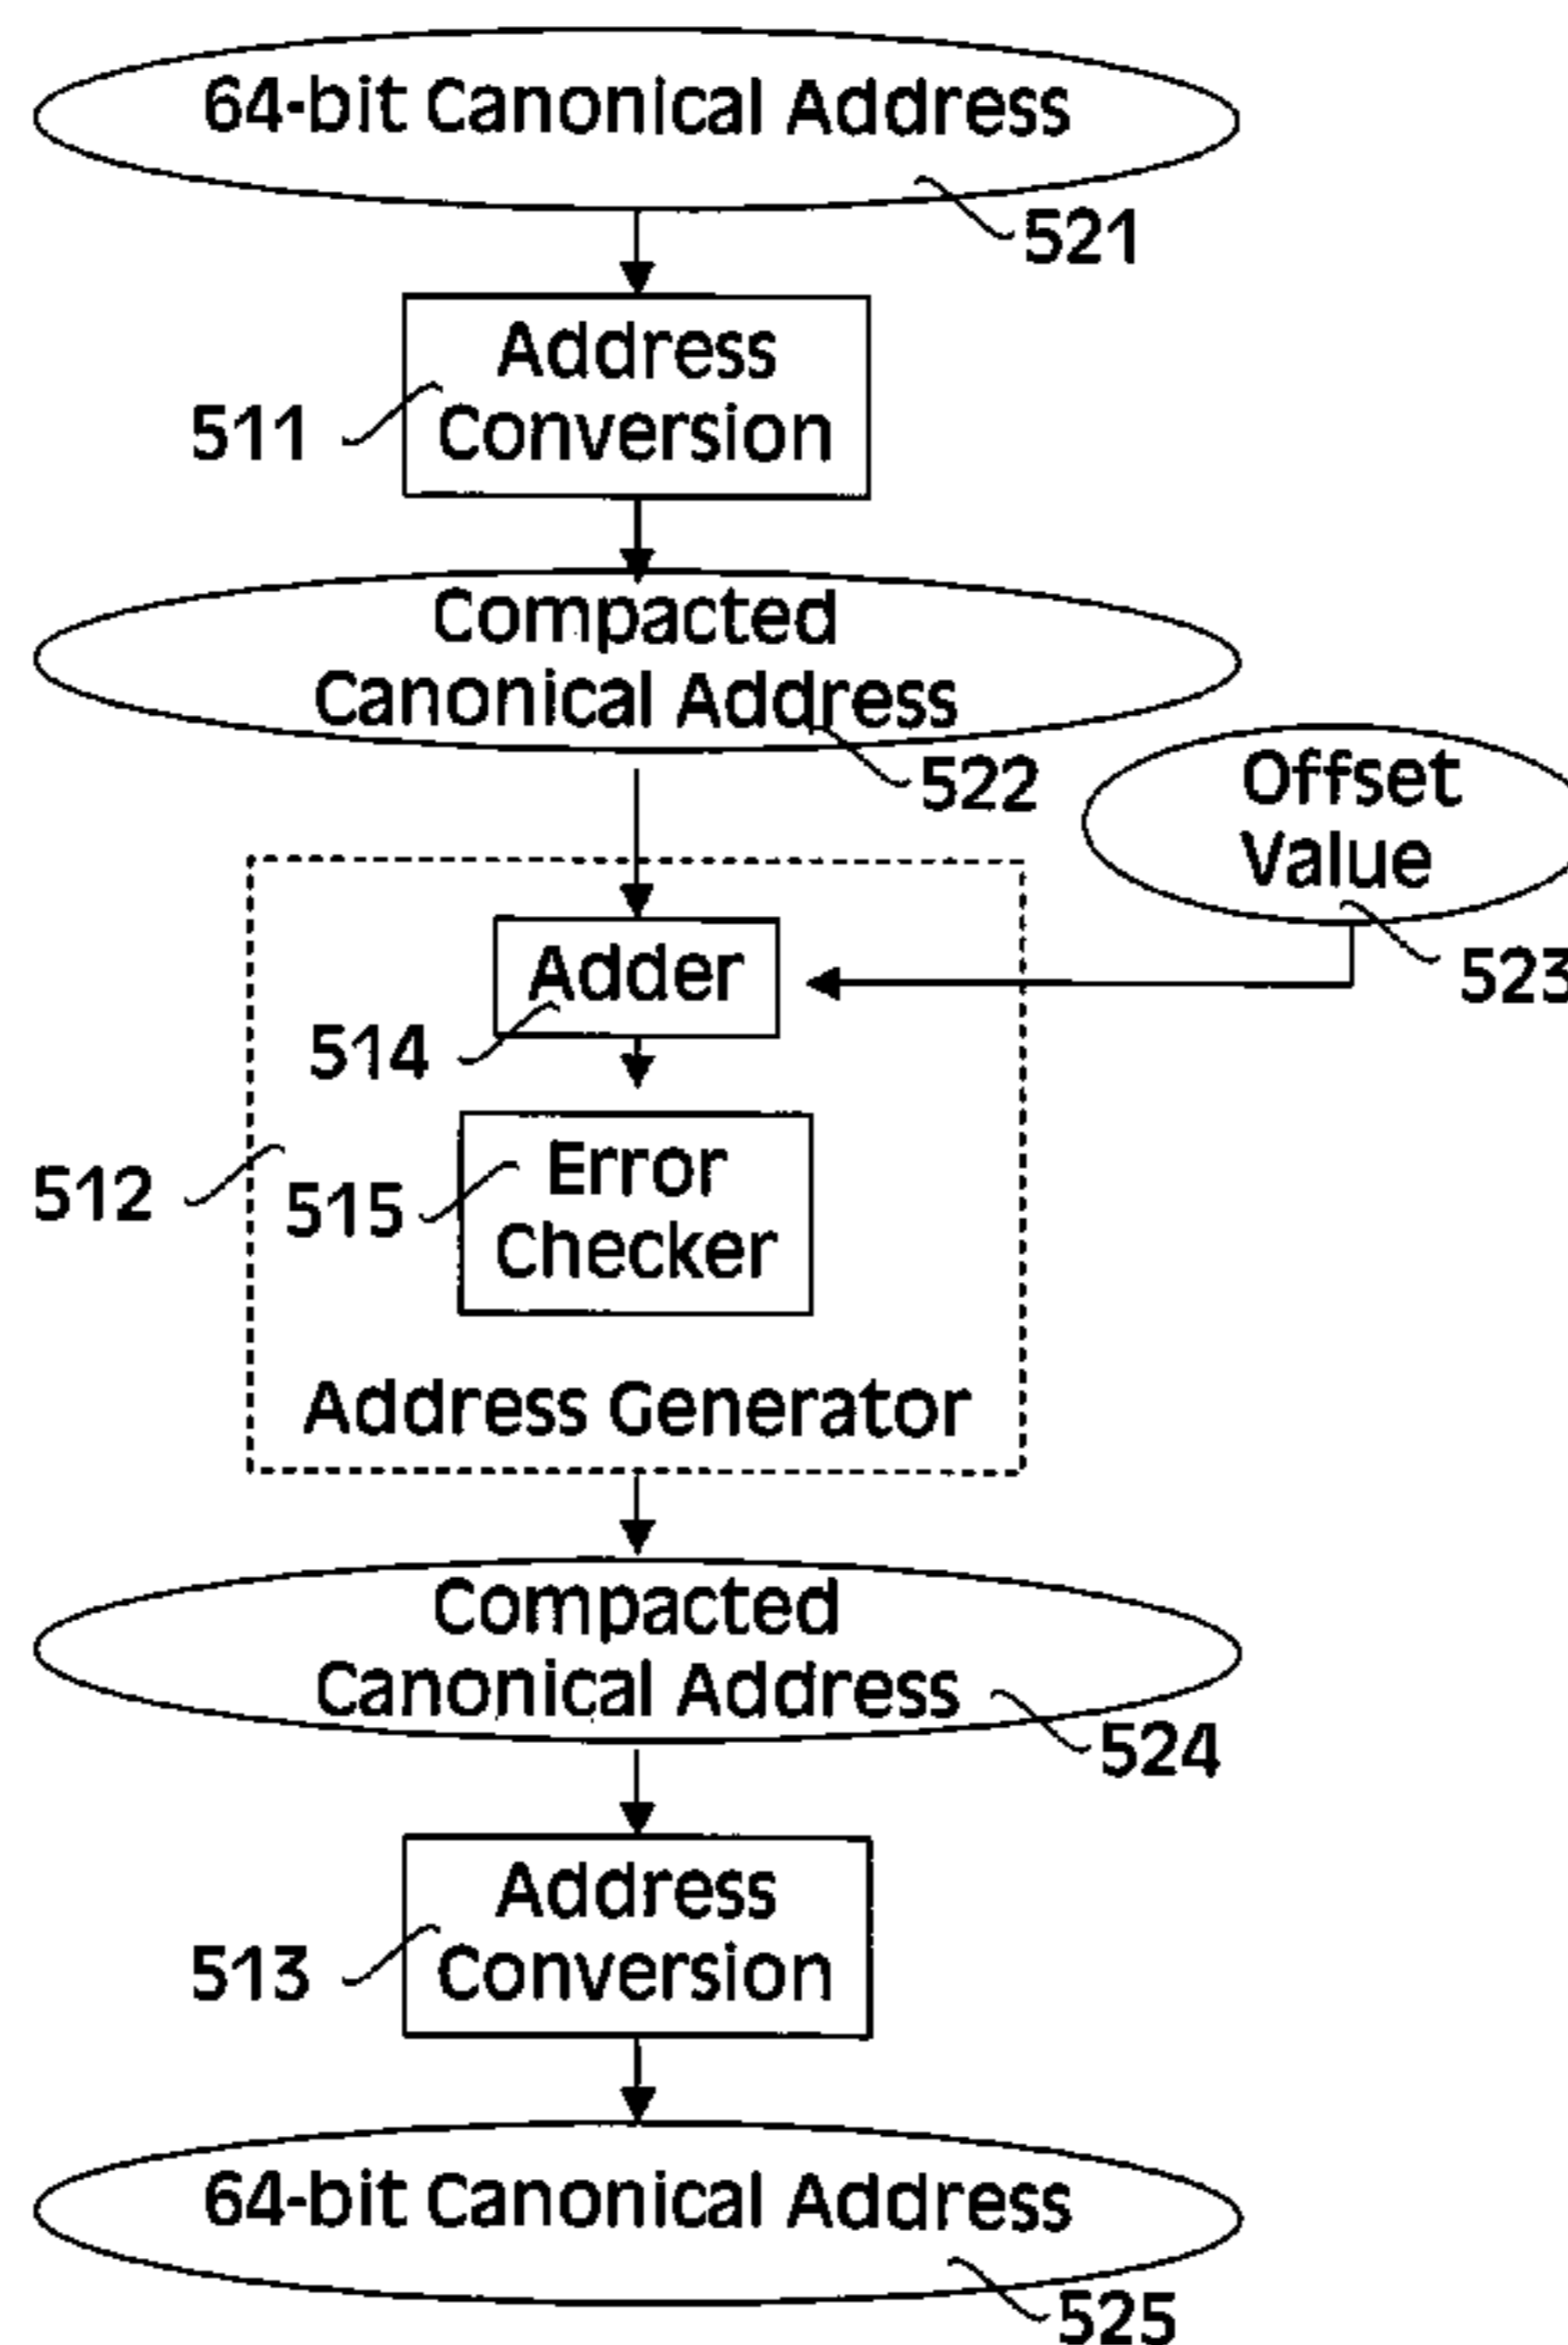 64-bit Canonical Address
521
Address
Conversion
511
Compacted
Canonical Address
522
Offset
Value
523
Adder
514
Error
Checker
515
512
Address Generator
Compacted
Canonical Address
524
Address
Conversion
513
64-bit Canonical Address
525